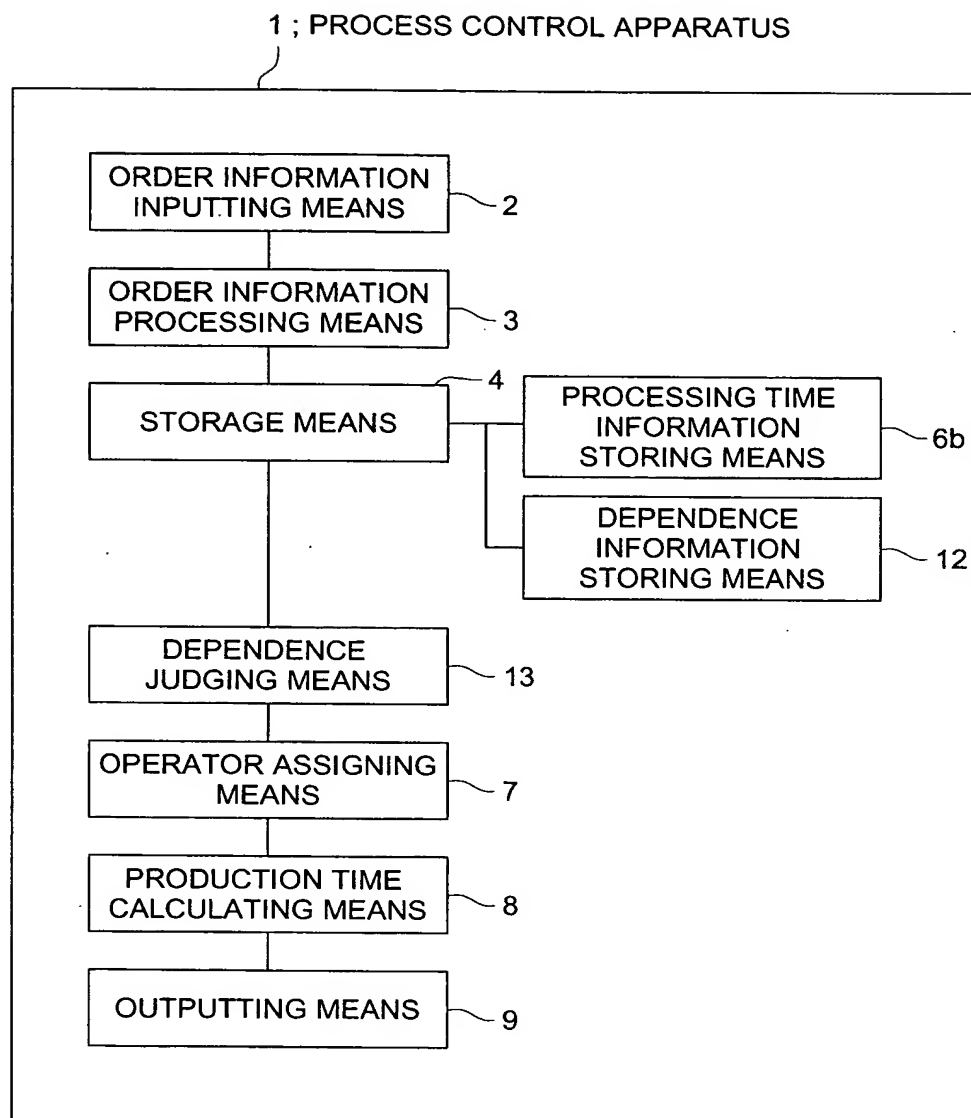 1 ; PROCESS CONTROL APPARATUS
ORDER INFORMATION
INPUTTING MEANS
2
ORDER INFORMATION
PROCESSING MEANS
3
4
STORAGE MEANS
PROCESSING TIME
INFORMATION
STORING MEANS
6b
DEPENDENCE
INFORMATION
STORING MEANS
12
DEPENDENCE
JUDGING MEANS
13
OPERATOR ASSIGNING
MEANS
7
PRODUCTION TIME
CALCULATING MEANS
8
OUTPUTTING MEANS
9